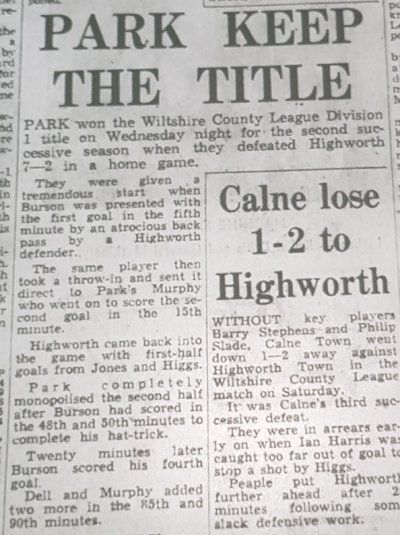 PARK KEEP
THE TITLE
PARK won the Wiltshire County League Division
1 title on Wednesday night for the second suc-
cessive season when they defeated Highworth
7—2 in a home game.
They were given a
tremendous start when
Burson was presented with
the first goal in the fifth
minute by an atrocious back
pass by a Highworth
defender..
The same player then
took a throw-in and sent it
direct to Park's Murphy
who went on to score the se-
cond goal in the 15th
minute.
Highworth came back into
the game with first-half
goals from Jones and Higgs.
Park completely
monopolised the second half
after Burson had scored in
the 48th and 50th minutes to
complete his hat-trick.
Twenty minutes later
Burson scored his fourth
goal.
Dell and Murphy added
two more in the 85th and
90th minutes.
Calne lose
1-2 to
Highworth
WITHOUT key players
Barry Stephens and Philip
Slade, Calne Town went
down 1—2 away against
Highworth Town in the
Wiltshire County League
match on Saturday.
It was Calne's third suc-
cessive defeat.
They were in arrears ear-
ly on when Ian Harris was
caught too far out of goal to
stop a shot by Higgs.
Peaple put Highworth
further ahead after 2
minutes following som
slack defensive work.